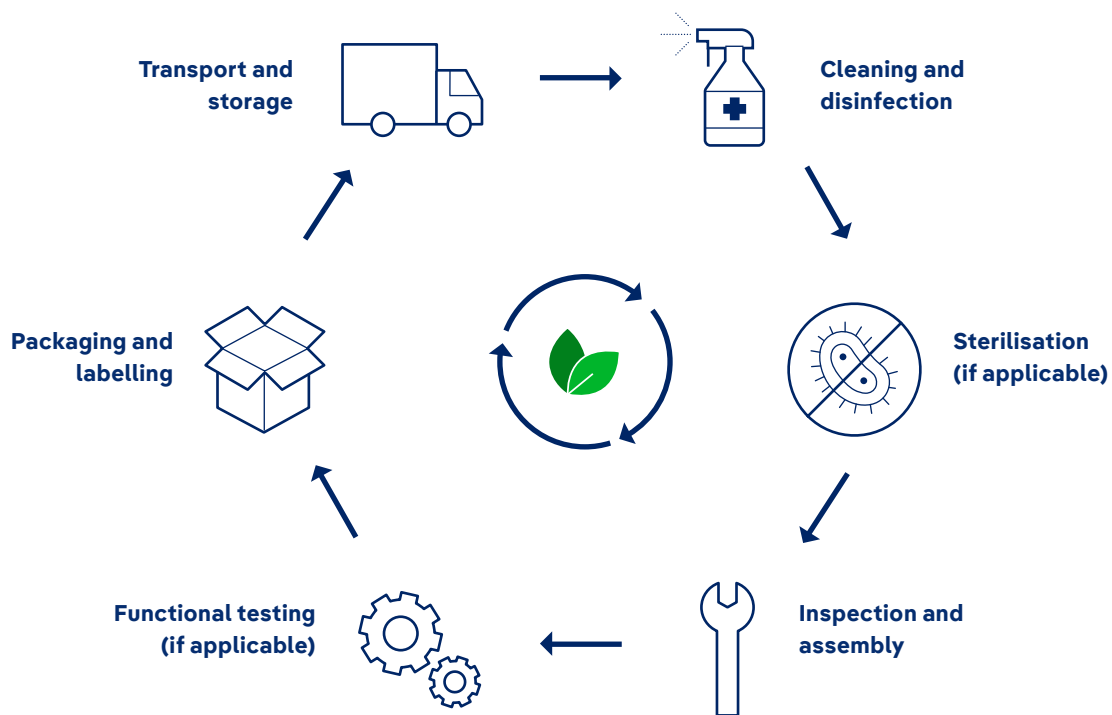 Transport and
storage
Cleaning and
disinfection
Sterilisation
(if applicable)
Inspection and
assembly
Functional testing
(if applicable)
Packaging and
labelling